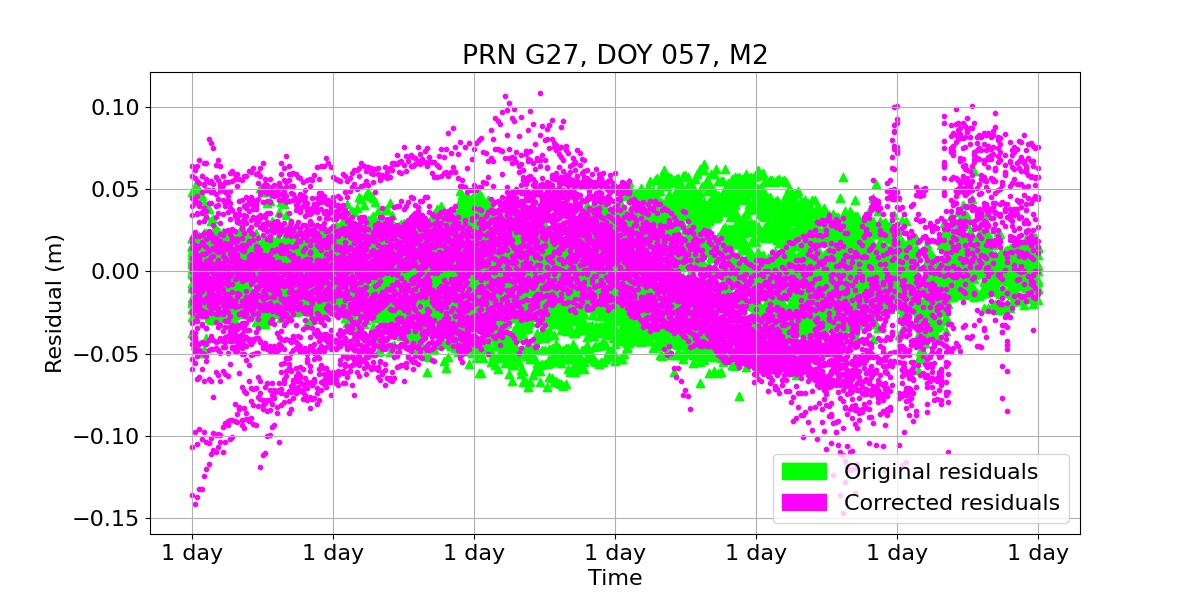 PRN G27, DOY 057, M2
Residual (m)
0.10
0.05
0.00
−0.05
−0.10
−0.15
Original residuals
Corrected residuals
1 day 1 day 1 day 1 day 1 day 1 day 1 day
Time